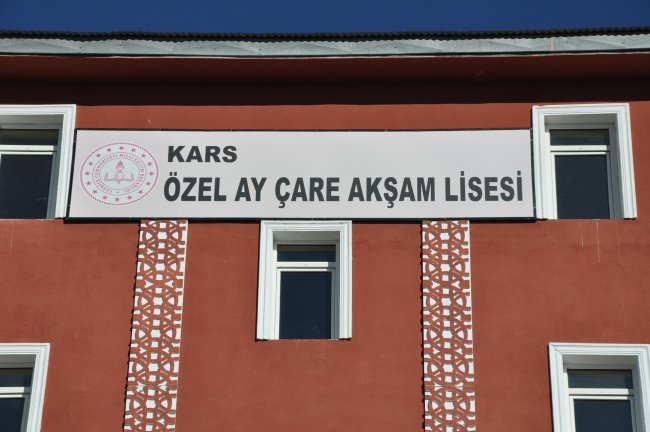 KARS
ÖZEL AY ÇARE AKŞAM LİSESİ